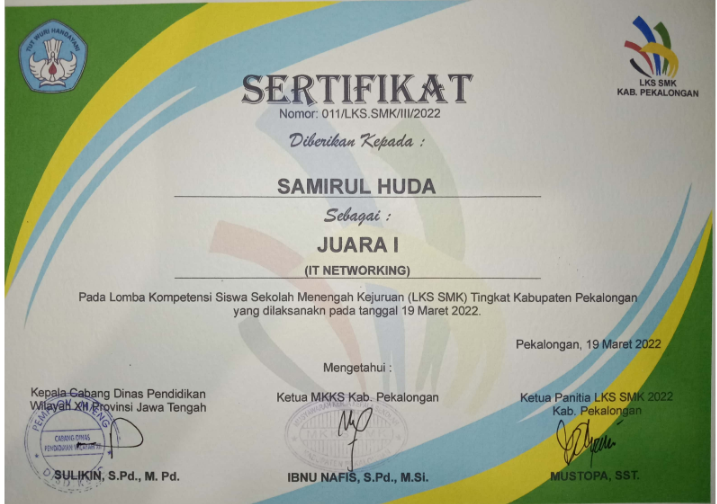 TUT WURI HANDAYANI
LKS SMK
KAB. PEKALONGAN
SERTIFIKAT
Nomor: 011/LKS.SMK/III/2022
Diberikan Kepada :
SAMIRUL HUDA
Sebagai :
JUARA I
(IT NETWORKING)
Pada Lomba Kompetensi Siswa Sekolah Menengah Kejuruan (LKS SMK) Tingkat Kabupaten Pekalongan
yang dilaksanakn pada tanggal 19 Maret 2022.
Pekalongan, 19 Maret 2022
Mengetahui :
Kepala Cabang Dinas Pendidikan
Wilayah XII Provinsi Jawa Tengah
CABANG DINAS
PENDIDIKAN WILAYAH
SULIKIN, S.Pd., M. Pd.
Ketua MKKS Kab. Pekalongan
IBNU NAFIS, S.Pd., M.Si.
Ketua Panitia LKS SMK 2022
Kab. Pekalongan
MUSTOPA, SST.